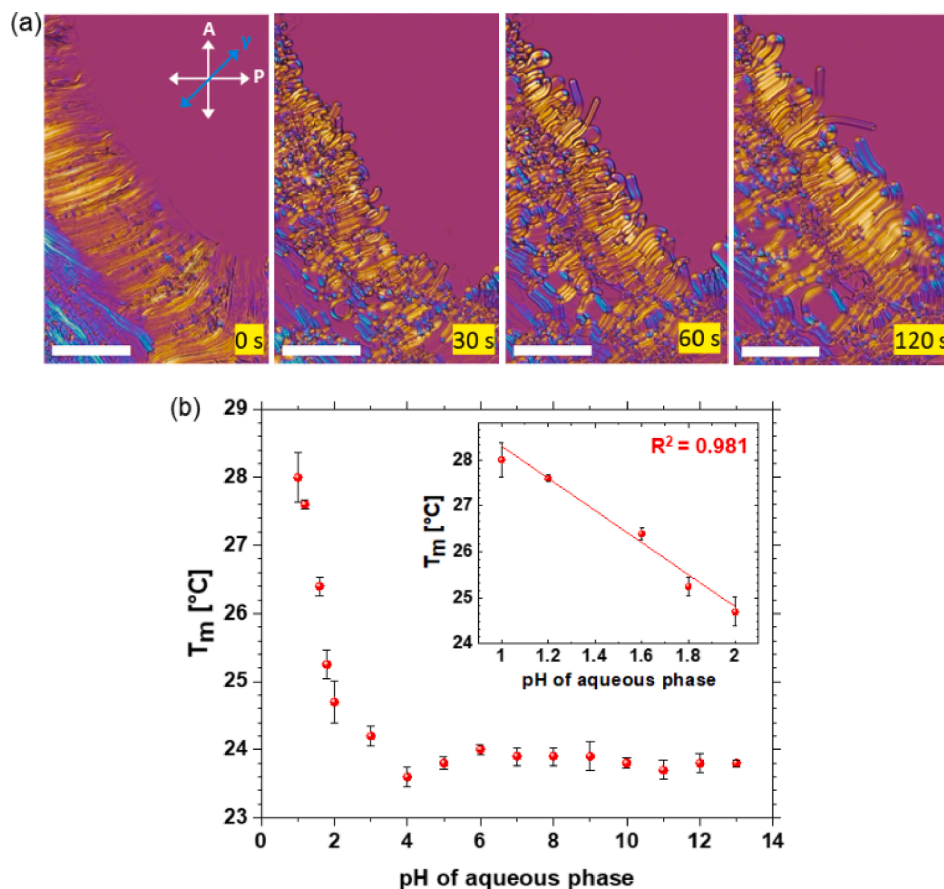 (a)
A
γ
P
0 s
30 s
60 s
120 s
(b)
29
28
27
26
25
24
23
0 2 4 6 8 10 12 14
Tm [°C]
pH of aqueous phase
R² = 0.981
28
27
26
25
24
1 1.2 1.4 1.6 1.8 2
Tm [°C]
pH of aqueous phase